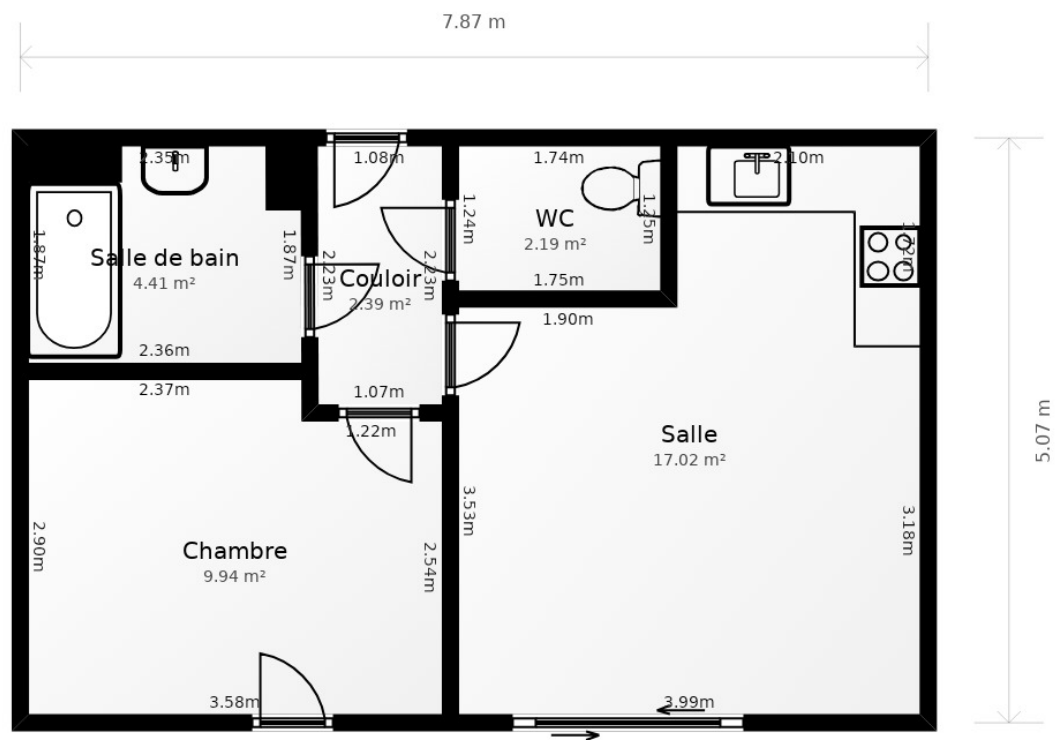 7.87 m
2.35m
1.08m
1.74m
2.10m
1.87m
Salle de bain
4.41 m²
1.87m
2.36m
2.23m
Couloir
2.39 m²
2.23m
1.07m
1.24m
WC
2.19 m²
1.25m
1.75m
1.90m
1.72m
2.37m
1.22m
2.90m
Chambre
9.94 m²
2.54m
3.58m
3.53m
Salle
17.02 m²
3.18m
3.99m
5.07 m